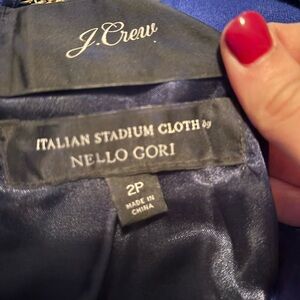 J.Crew
ITALIAN STADIUM CLOTH by
NELLO GORI
2P
MADE IN
CHINA